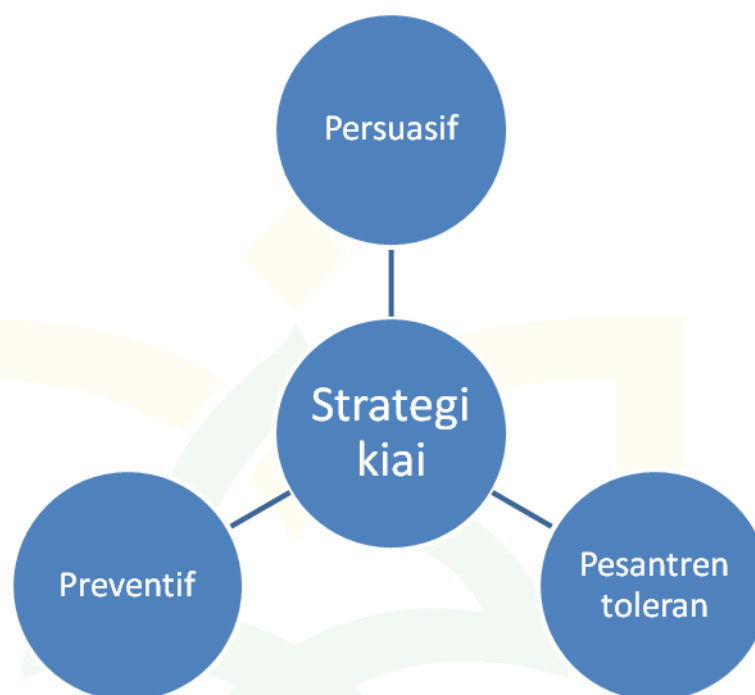 Persuasif
Strategi
kiai
Preventif
Pesantren
toleran